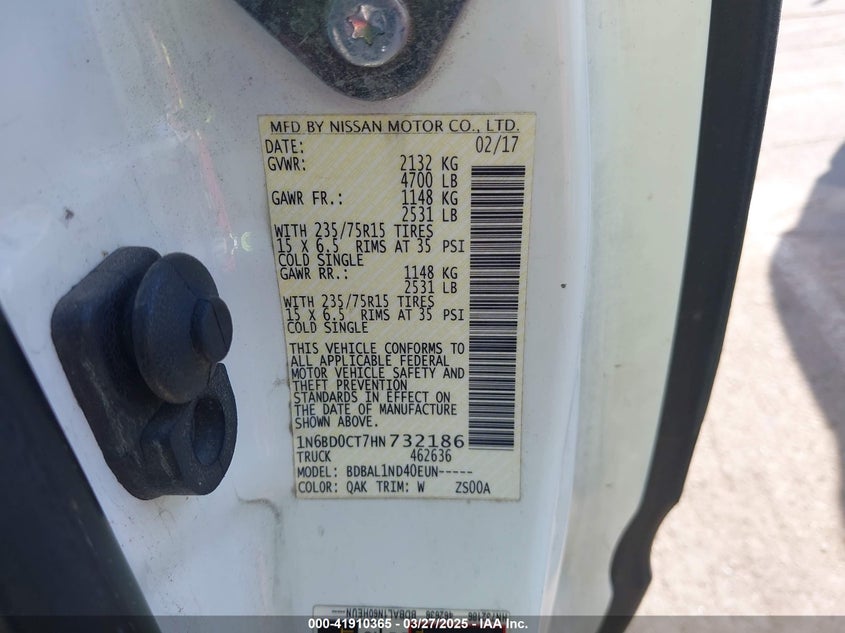 MFD BY NISSAN MOTOR CO., LTD.
DATE: 02/17
GVWR: 2132 KG
4700 LB
GAWR FR.: 1148 KG
2531 LB
WITH 235/75R15 TIRES
15 X 6.5 RIMS AT 35 PSI
COLD SINGLE
GAWR RR.: 1148 KG
2531 LB
WITH 235/75R15 TIRES
15 X 6.5 RIMS AT 35 PSI
COLD SINGLE
THIS VEHICLE CONFORMS TO
ALL APPLICABLE FEDERAL
MOTOR VEHICLE SAFETY AND
THEFT PREVENTION
STANDARDS IN EFFECT ON
THE DATE OF MANUFACTURE
SHOWN ABOVE.
1N6BD0CT7HN732186
TRUCK 462636
MODEL: BDBAL1ND40EUN-----
COLOR: QAK TRIM: W ZS00A
000-41910365 - 03/27/2025 - IAA Inc.